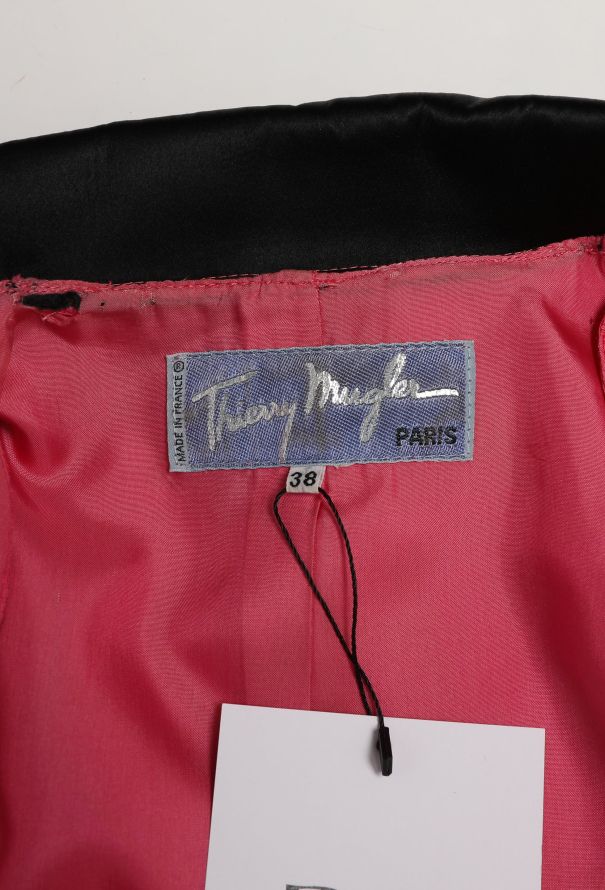 MADE IN FRANCE ®
Thierry Mugler
PARIS
38